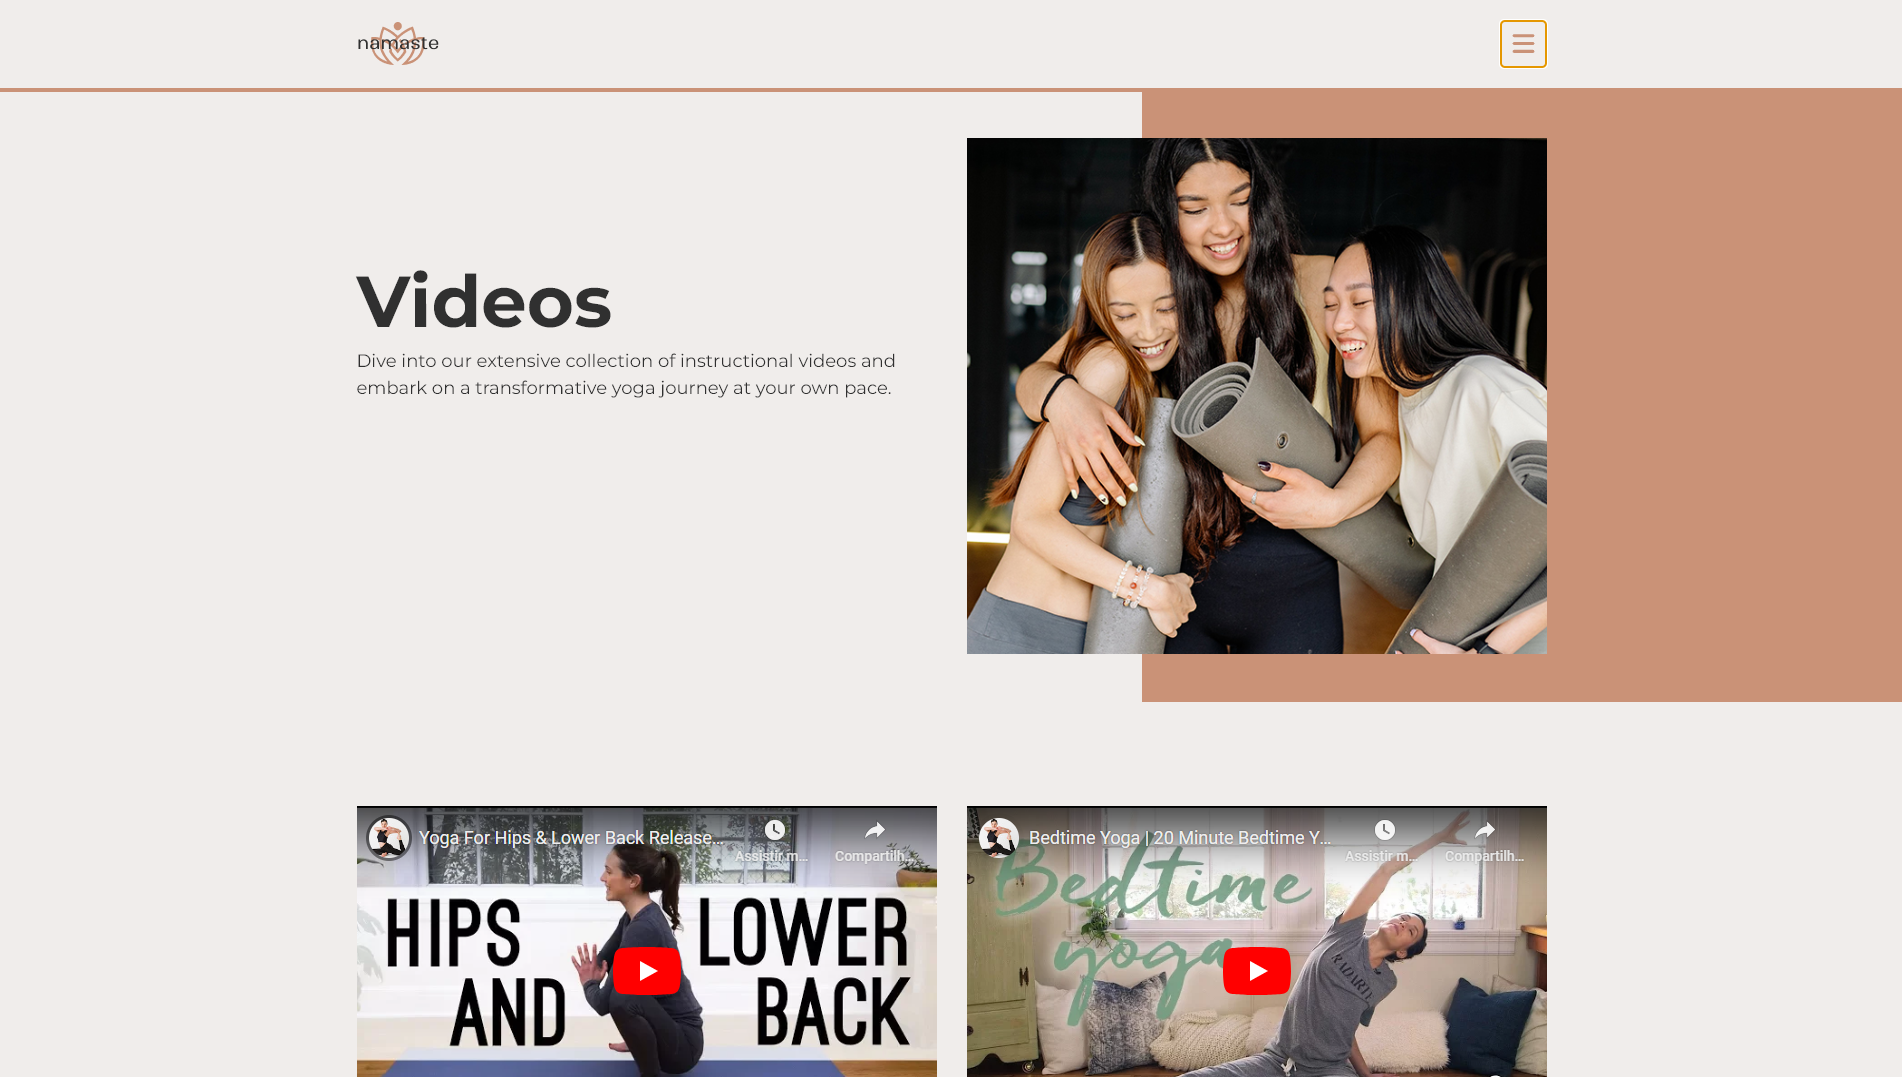 namaste
Videos
Dive into our extensive collection of instructional videos and
embark on a transformative yoga journey at your own pace.
Yoga For Hips & Lower Back Release...
Assistir m...
Compartilh...
HIPS
AND
LOWER
BACK
Bedtime Yoga | 20 Minute Bedtime Y...
Assistir m...
Compartilh...
Bedtime
yoga